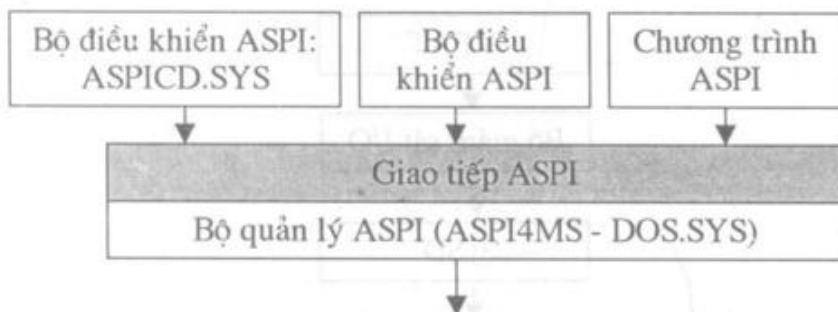 Bộ điều khiển ASPI:
ASPICD.SYS
Bộ điều
khiển ASPI
Chương trình
ASPI
Giao tiếp ASPI
Bộ quản lý ASPI (ASPI4MS - DOS.SYS)